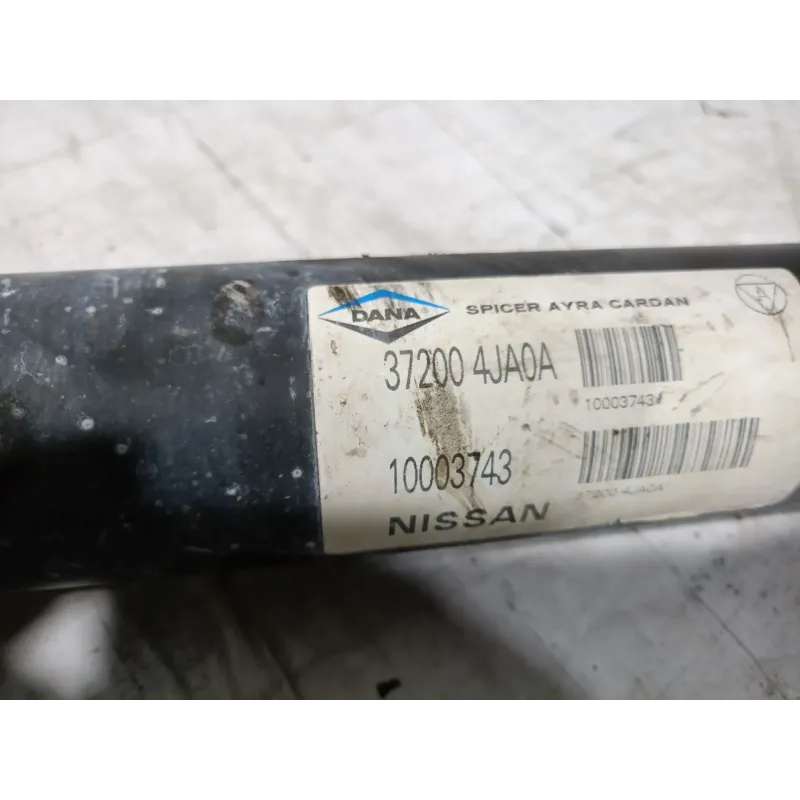 DANA
SPICER AYRA CARDAN
37200 4JA0A
10003743
10003743
37200 4JA0A
NISSAN